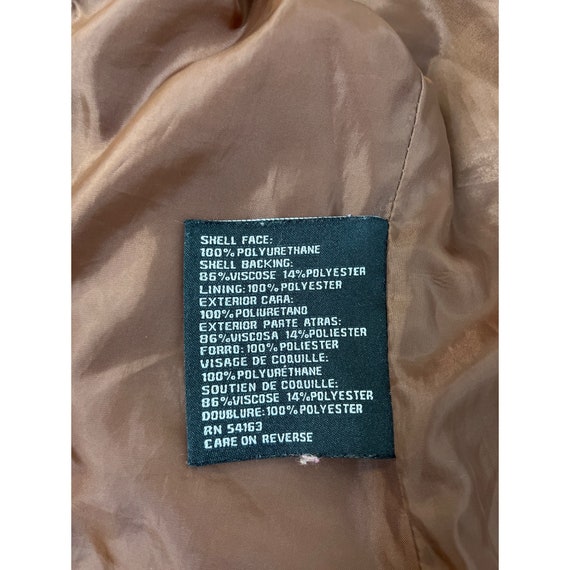 SHELL FACE:
100%POLYURETHANE
SHELL BACKING:
86%VISCOSE 14%POLYESTER
LINING:100%POLYESTER
EXTERIOR CARA:
100%POLIURETANO
EXTERIOR PARTE ATRAS:
86%VISCOSA 14%POLIESTER
FORRO:100%POLIESTER
VISAGE DE COQUILLE:
100%POLYURÉTHANE
SOUTIEN DE COQUILLE:
86%VISCOSE 14%POLYESTER
DOUBLURE:100%POLYESTER
RN 54163
CARE ON REVERSE